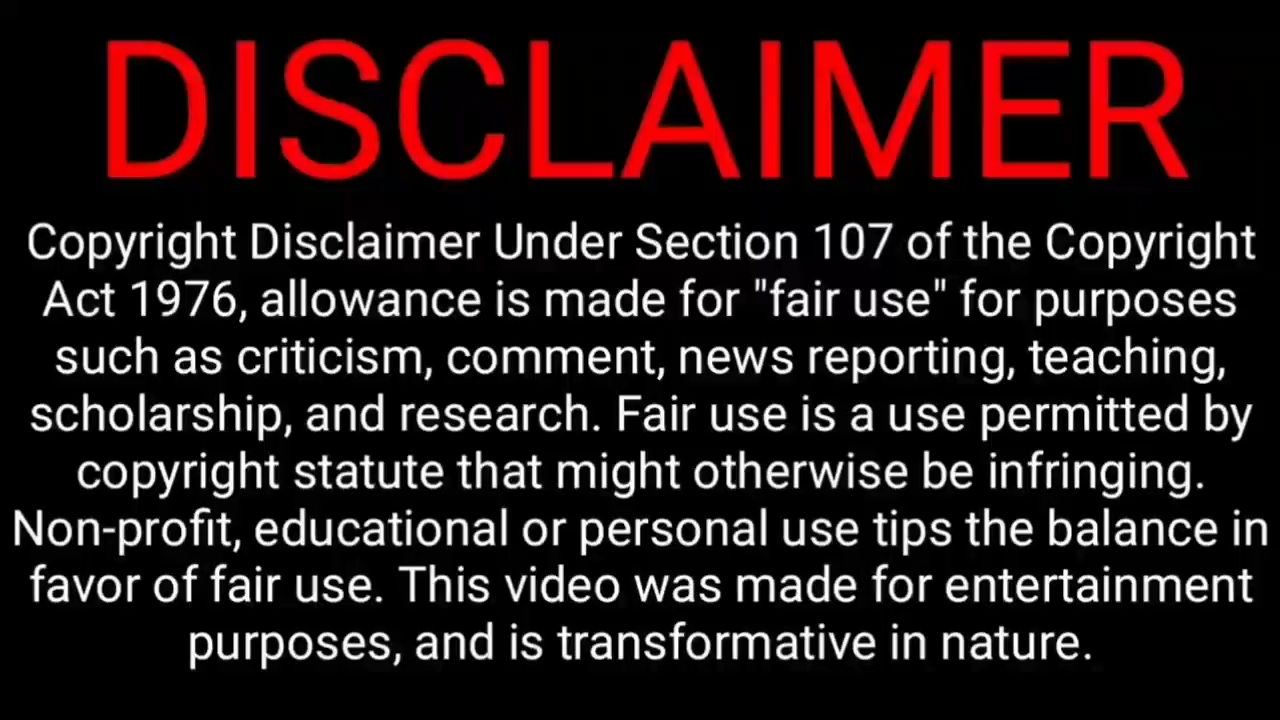 DISCLAIMER
Copyright Disclaimer Under Section 107 of the Copyright
Act 1976, allowance is made for "fair use" for purposes
such as criticism, comment, news reporting, teaching,
scholarship, and research. Fair use is a use permitted by
copyright statute that might otherwise be infringing.
Non-profit, educational or personal use tips the balance in
favor of fair use. This video was made for entertainment
purposes, and is transformative in nature.